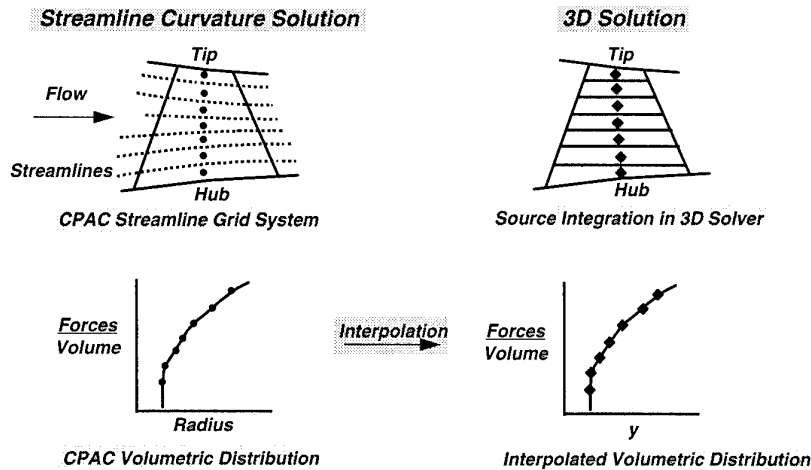 Streamline Curvature Solution
3D Solution
Tip
Tip
Flow
Streamlines
Hub
Hub
CPAC Streamline Grid System
Source Integration in 3D Solver
Forces
Volume
Interpolation
Forces
Volume
Radius
y
CPAC Volumetric Distribution
Interpolated Volumetric Distribution